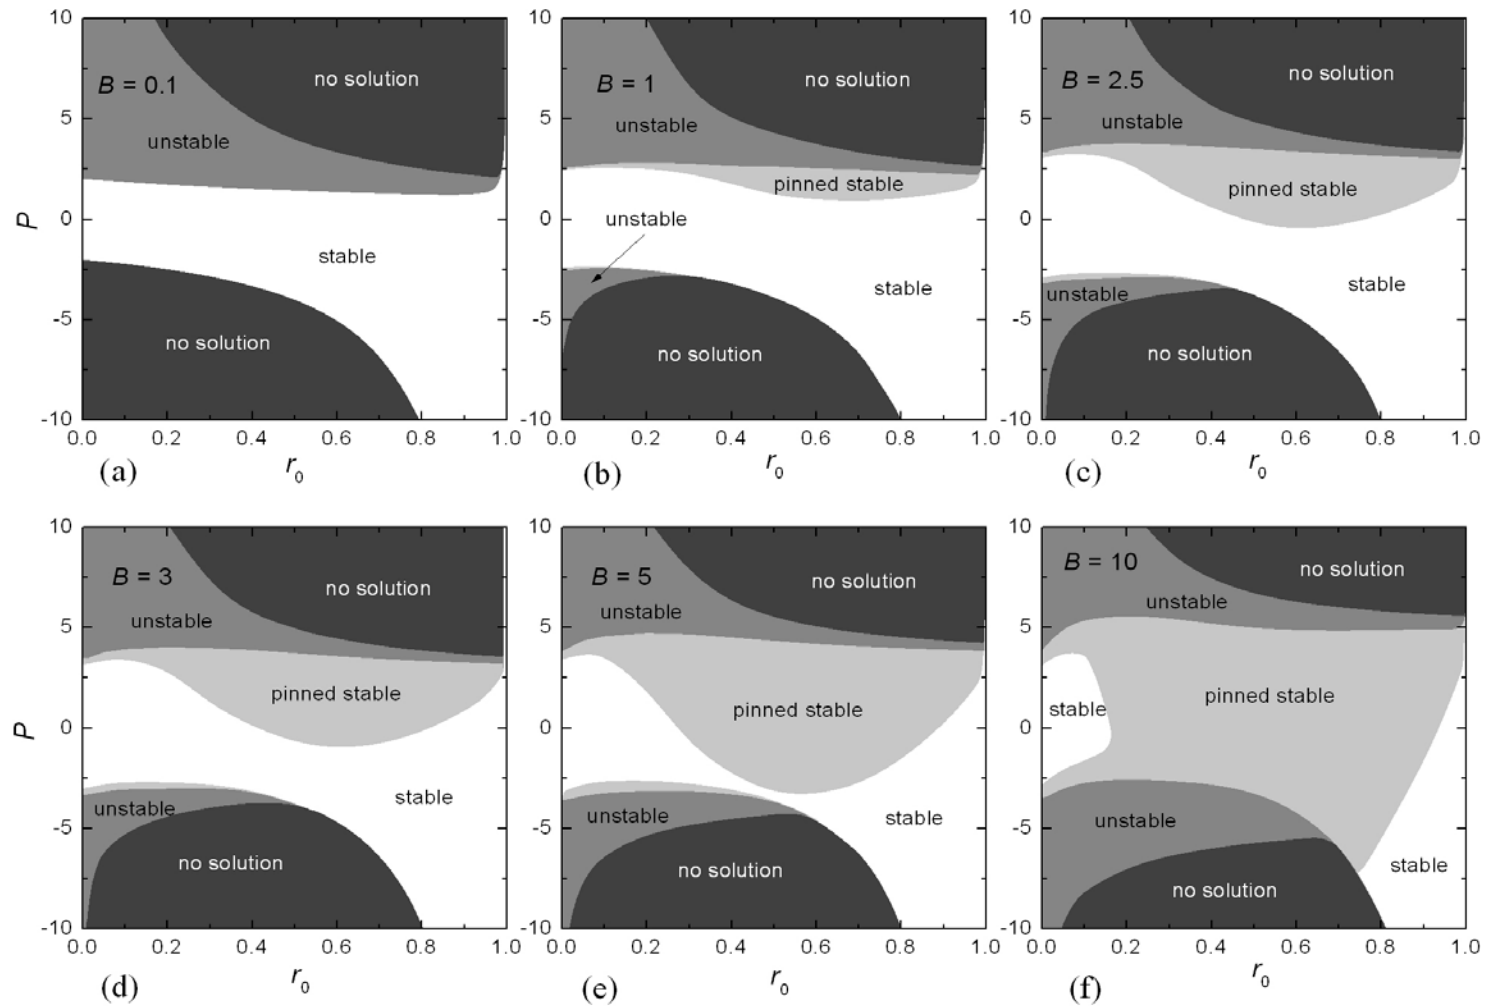 10
B = 0.1
no solution
5
unstable
P
0
stable
-5
no solution
-10
0.0 0.2 0.4 0.6 0.8 1.0
(a)
r0
10
B = 1
no solution
5
unstable
pinned stable
0
unstable
stable
-5
no solution
-10
0.0 0.2 0.4 0.6 0.8 1.0
(b)
r0
10
B = 2.5
no solution
5
unstable
pinned stable
0
stable
unstable
-5
no solution
-10
0.0 0.2 0.4 0.6 0.8 1.0
(c)
r0
10
B = 3
no solution
5
unstable
pinned stable
P
0
stable
unstable
-5
no solution
-10
0.0 0.2 0.4 0.6 0.8 1.0
(d)
r0
10
B = 5
no solution
5
unstable
pinned stable
0
unstable
stable
-5
no solution
-10
0.0 0.2 0.4 0.6 0.8 1.0
(e)
r0
10
B = 10
no solution
unstable
5
pinned stable
stable
0
unstable
-5
stable
no solution
-10
0.0 0.2 0.4 0.6 0.8 1.0
(f)
r0